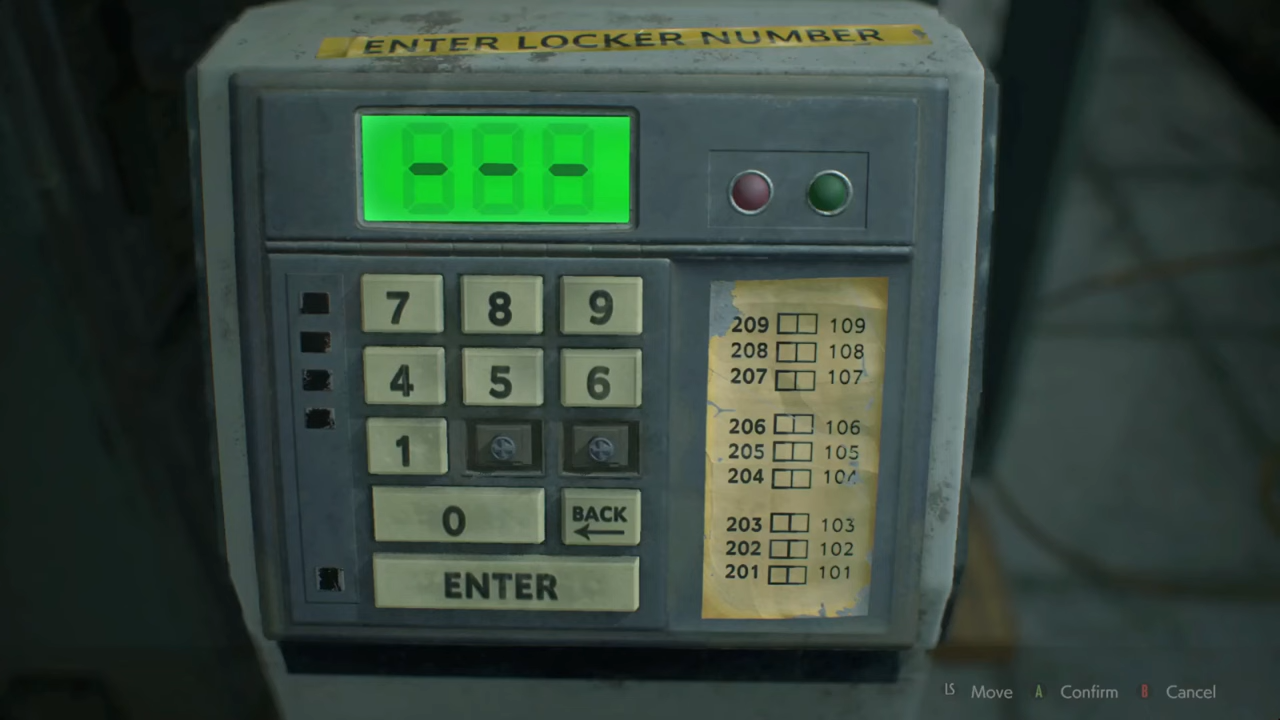 ENTER LOCKER NUMBER
- - -
7 8 9
4 5 6
1
0 BACK
ENTER
209 109
208 108
207 107
206 106
205 105
204 104
203 103
202 102
201 101
LS Move A Confirm B Cancel